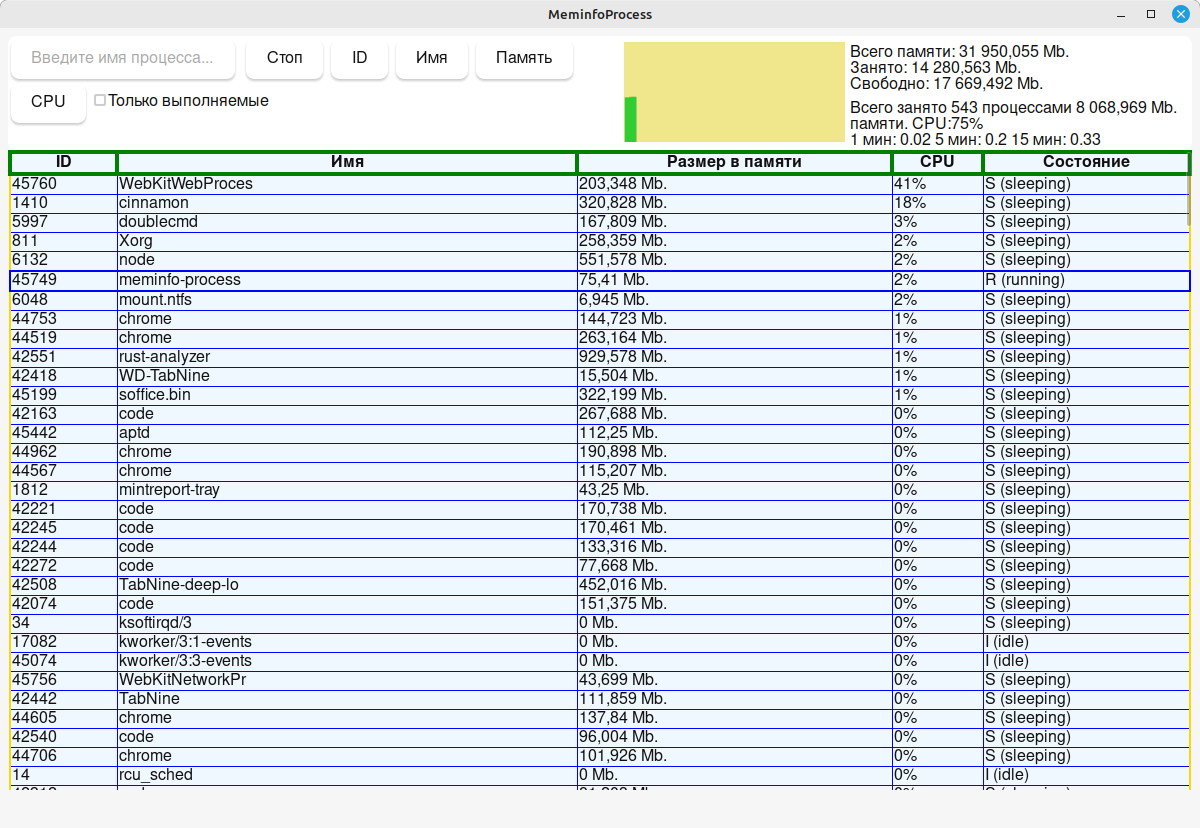 MeminfoProcess
Введите имя процесса... Стоп ID Имя Память
CPU Только выполняемые
Всего памяти: 31 950,055 Mb.
Занято: 14 280,563 Mb.
Свободно: 17 669,492 Mb.
Всего занято 543 процессами 8 068,969 Mb.
памяти. CPU:75%
1 мин: 0.02 5 мин: 0.2 15 мин: 0.33
ID Имя Размер в памяти CPU Состояние
45760 WebKitWebProces 203,348 Mb. 41% S (sleeping)
1410 cinnamon 320,828 Mb. 18% S (sleeping)
5997 doublecmd 167,809 Mb. 3% S (sleeping)
811 Xorg 258,359 Mb. 2% S (sleeping)
6132 node 551,578 Mb. 2% S (sleeping)
45749 meminfo-process 75,41 Mb. 2% R (running)
6048 mount.ntfs 6,945 Mb. 2% S (sleeping)
44753 chrome 144,723 Mb. 1% S (sleeping)
44519 chrome 263,164 Mb. 1% S (sleeping)
42551 rust-analyzer 929,578 Mb. 1% S (sleeping)
42418 WD-TabNine 15,504 Mb. 1% S (sleeping)
45199 soffice.bin 322,199 Mb. 1% S (sleeping)
42163 code 267,688 Mb. 0% S (sleeping)
45442 aptd 112,25 Mb. 0% S (sleeping)
44962 chrome 190,898 Mb. 0% S (sleeping)
44567 chrome 115,207 Mb. 0% S (sleeping)
1812 mintreport-tray 43,25 Mb. 0% S (sleeping)
42221 code 170,738 Mb. 0% S (sleeping)
42245 code 170,461 Mb. 0% S (sleeping)
42244 code 133,316 Mb. 0% S (sleeping)
42272 code 77,668 Mb. 0% S (sleeping)
42508 TabNine-deep-lo 452,016 Mb. 0% S (sleeping)
42074 code 151,375 Mb. 0% S (sleeping)
34 ksoftirqd/3 0 Mb. 0% S (sleeping)
17082 kworker/3:1-events 0 Mb. 0% I (idle)
45074 kworker/3:3-events 0 Mb. 0% I (idle)
45756 WebKitNetworkPr 43,699 Mb. 0% S (sleeping)
42442 TabNine 111,859 Mb. 0% S (sleeping)
44605 chrome 137,84 Mb. 0% S (sleeping)
42540 code 96,004 Mb. 0% S (sleeping)
44706 chrome 101,926 Mb. 0% S (sleeping)
14 rcu_sched 0 Mb. 0% I (idle)